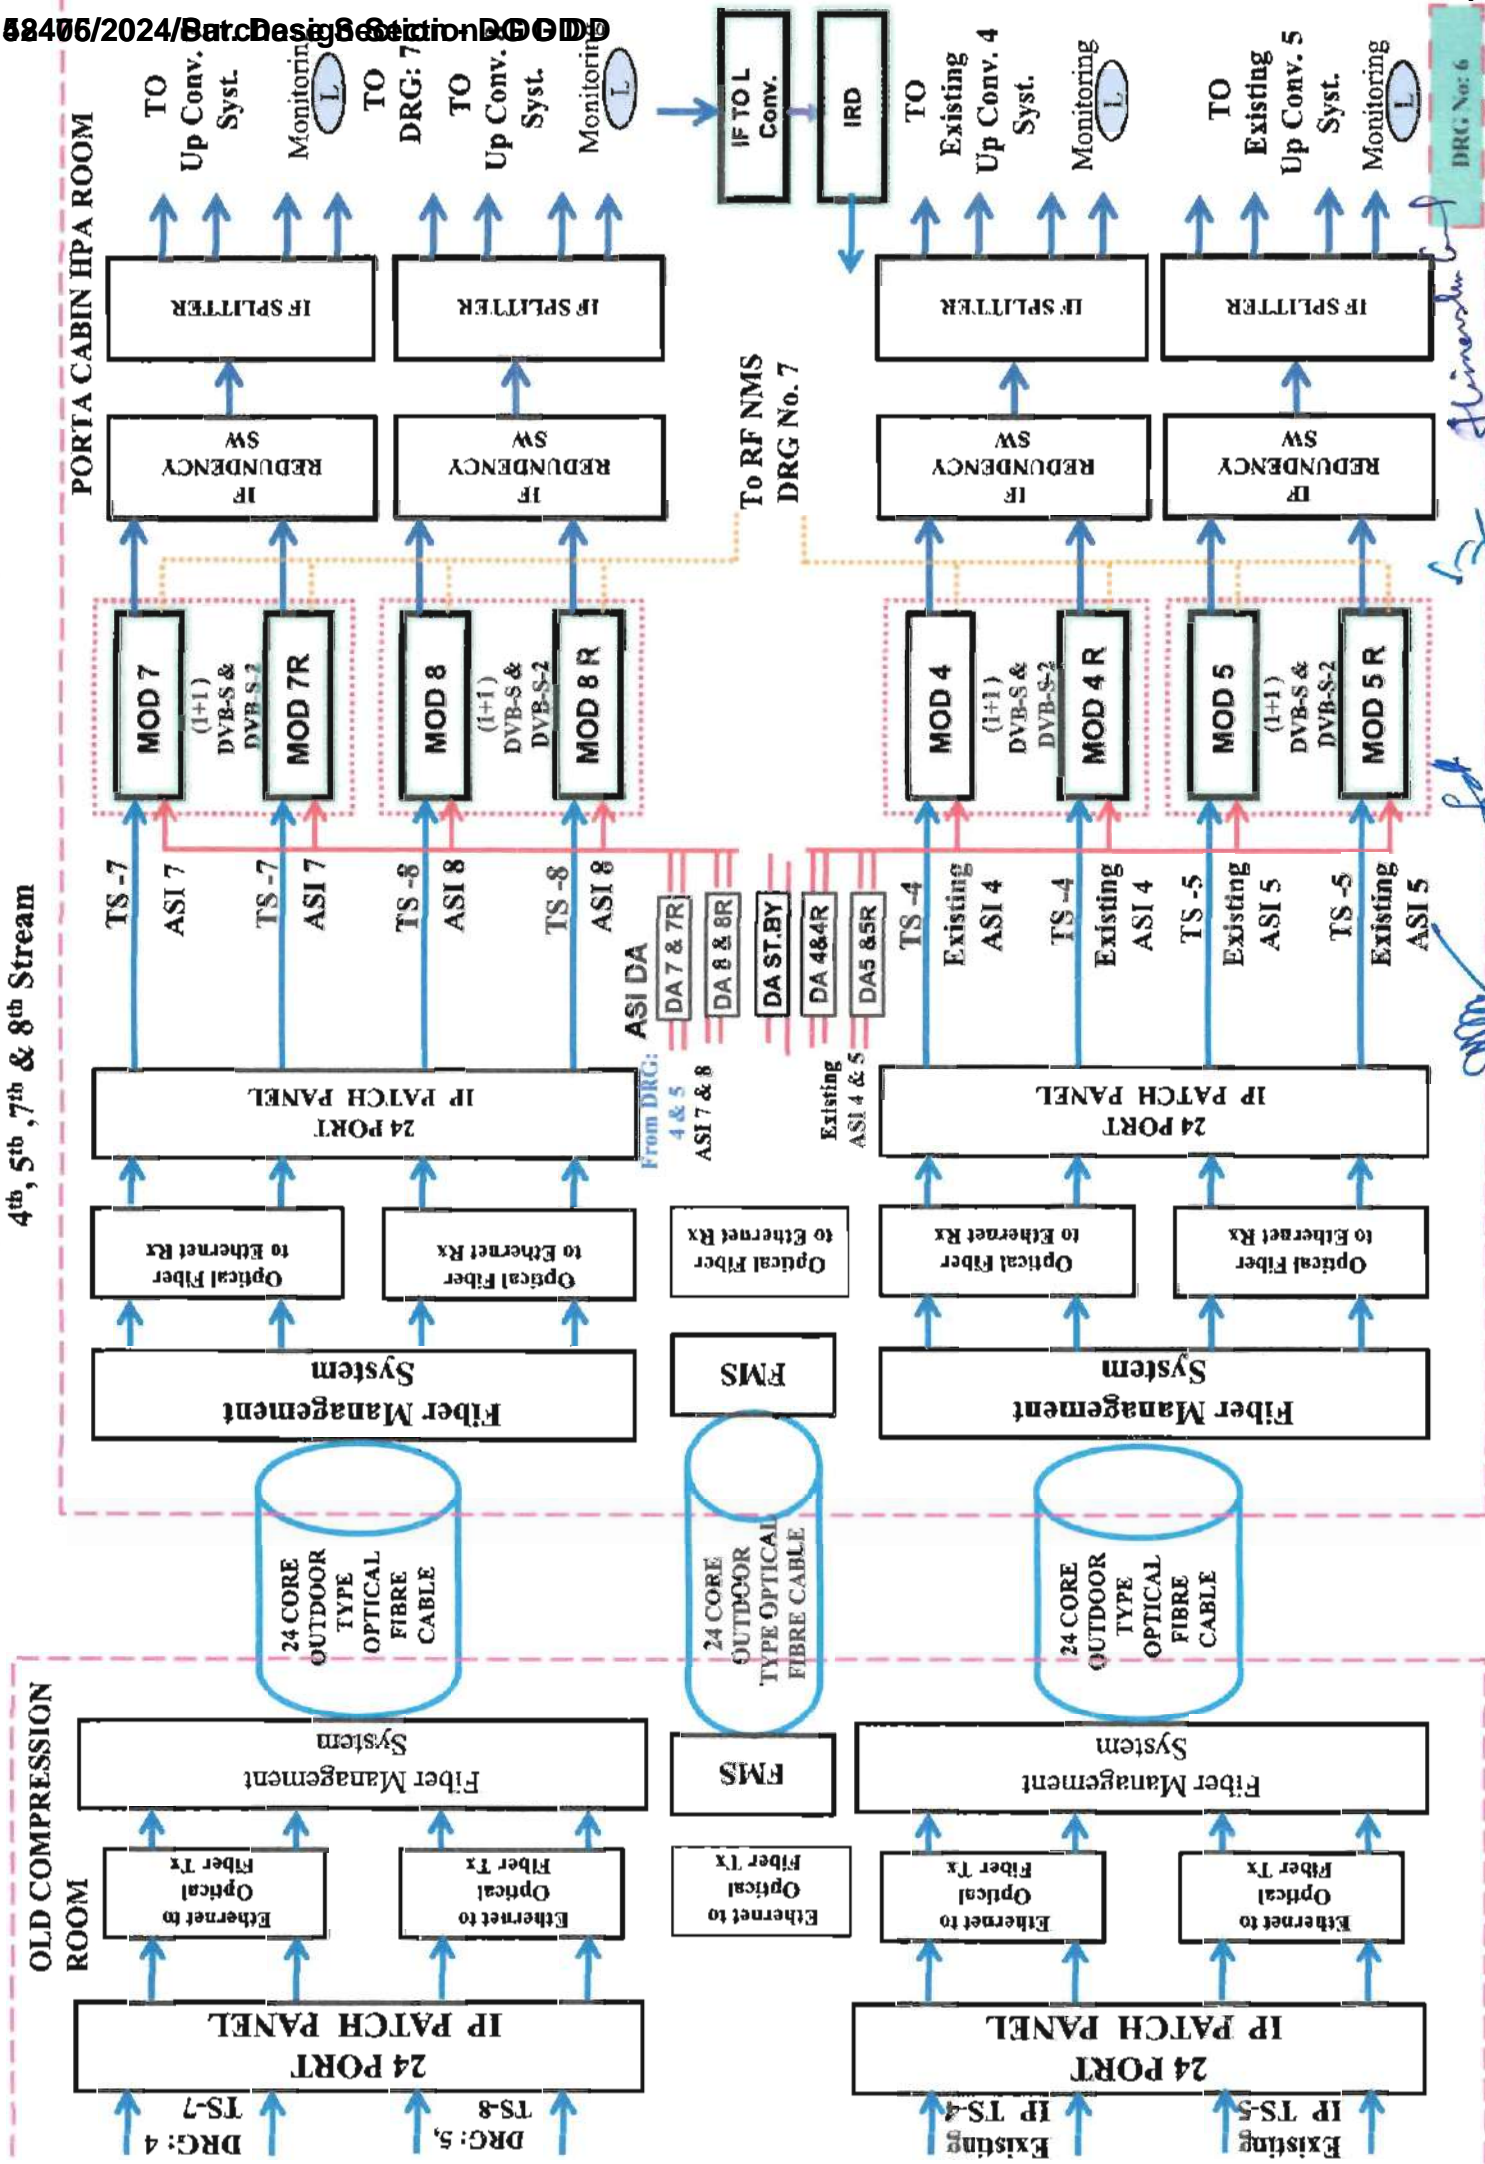 PORTA CABIN HPA ROOM
4th, 5th ,7th & 8th Stream
OLD COMPRESSION
ROOM
DRG No: 6
TO
Up Conv.
Syst.
Monitoring
L
TO
DRG: 7
TO
Up Conv.
Syst.
Monitoring
L
IF TO L
Conv.
IRD
TO
Existing
Up Conv. 4
Syst.
Monitoring
L
TO
Existing
Up Conv. 5
Syst.
Monitoring
L
IF SPLITTER
IF SPLITTER
IF SPLITTER
IF SPLITTER
IF
REDUNDENCY
SW
IF
REDUNDENCY
SW
To RF NMS
DRG No. 7
IF
REDUNDENCY
SW
IF
REDUNDENCY
SW
MOD 7
(1+1)
DVB-S &
DVB-S-2
MOD 7R
MOD 8
(1+1)
DVB-S &
DVB-S-2
MOD 8 R
MOD 4
(1+1)
DVB-S &
DVB-S-2
MOD 4 R
MOD 5
(1+1)
DVB-S &
DVB-S-2
MOD 5 R
TS -7
ASI 7
TS -7
ASI 7
TS -8
ASI 8
TS -8
ASI 8
ASI DA
DA 7 & 7R
DA 8 & 8R
DA ST.BY
DA 4&4R
DA5 &5R
TS -4
Existing
ASI 4
TS -4
Existing
ASI 4
TS -5
Existing
ASI 5
TS -5
Existing
ASI 5
From DRG:
4 & 5
ASI 7 & 8
Existing
ASI 4 & 5
24 PORT
IP PATCH PANEL
24 PORT
IP PATCH PANEL
Optical Fiber
to Ethernet Rx
Optical Fiber
to Ethernet Rx
Optical Fiber
to Ethernet Rx
Optical Fiber
to Ethernet Rx
Optical Fiber
to Ethernet Rx
Fiber Management
System
FMS
Fiber Management
System
24 CORE
OUTDOOR
TYPE
OPTICAL
FIBRE
CABLE
24 CORE
OUTDOOR
TYPE OPTICAL
FIBRE CABLE
24 CORE
OUTDOOR
TYPE
OPTICAL
FIBRE
CABLE
Fiber Management
System
FMS
Fiber Management
System
Ethernet to
Optical
Fiber Tx
Ethernet to
Optical
Fiber Tx
Ethernet to
Optical
Fiber Tx
Ethernet to
Optical
Fiber Tx
Ethernet to
Optical
Fiber Tx
24 PORT
IP PATCH PANEL
24 PORT
IP PATCH PANEL
DRG: 4
TS-7
DRG: 5,
TS-8
Existing
IP TS-4
Existing
IP TS-5